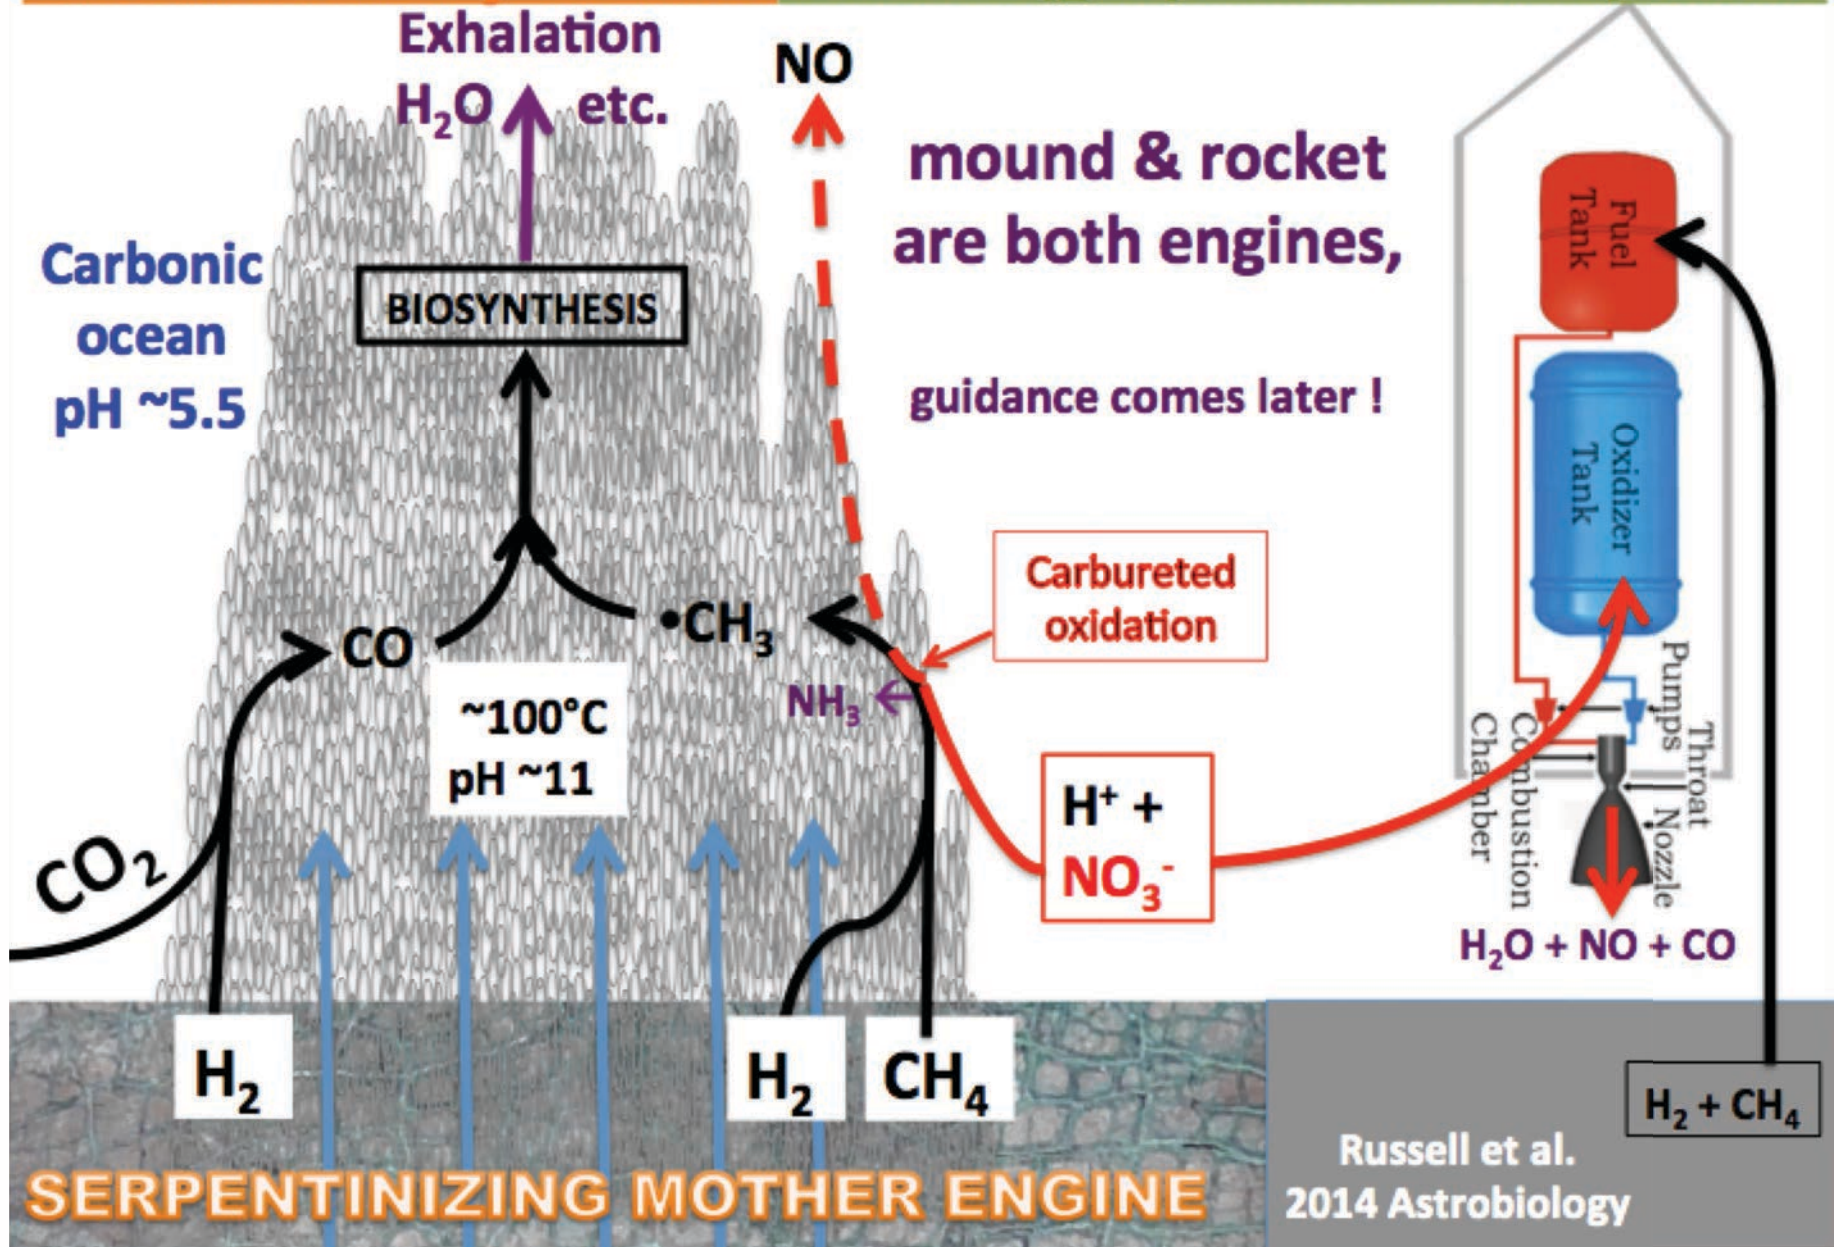 Exhalation
H₂O etc.
NO
mound & rocket
are both engines,
guidance comes later !
Carbonic
ocean
pH ~5.5
BIOSYNTHESIS
CO
•CH₃
Carbureted
oxidation
NH₃
~100°C
pH ~11
H⁺ +
NO₃⁻
CO₂
H₂
H₂
CH₄
SERPENTINIZING MOTHER ENGINE
Fuel
Tank
Oxidizer
Tank
Pumps
Throat
Combustion
Chamber
Nozzle
H₂O + NO + CO
H₂ + CH₄
Russell et al.
2014 Astrobiology